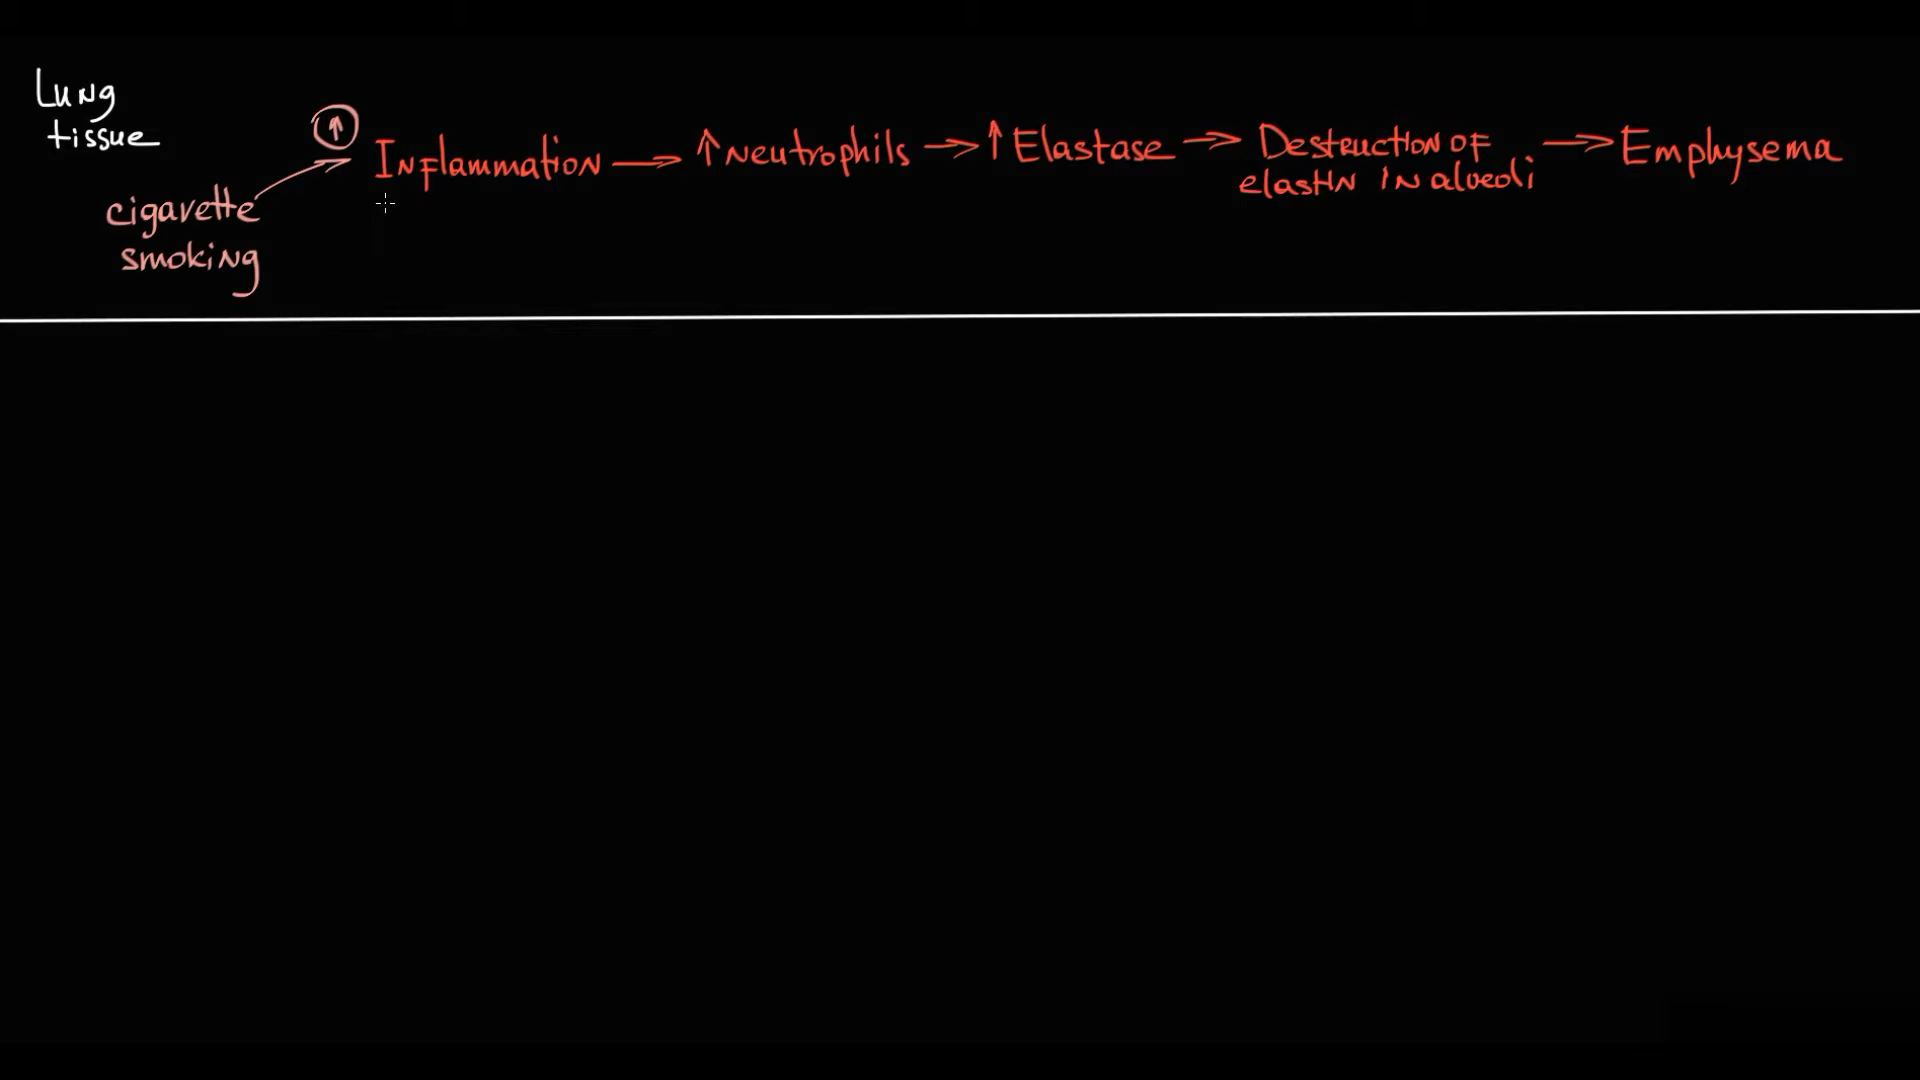 Lung
tissue
↑
Inflammation → ↑Neutrophils → ↑Elastase → Destruction of → Emphysema
elastin in alveoli
cigarette
smoking